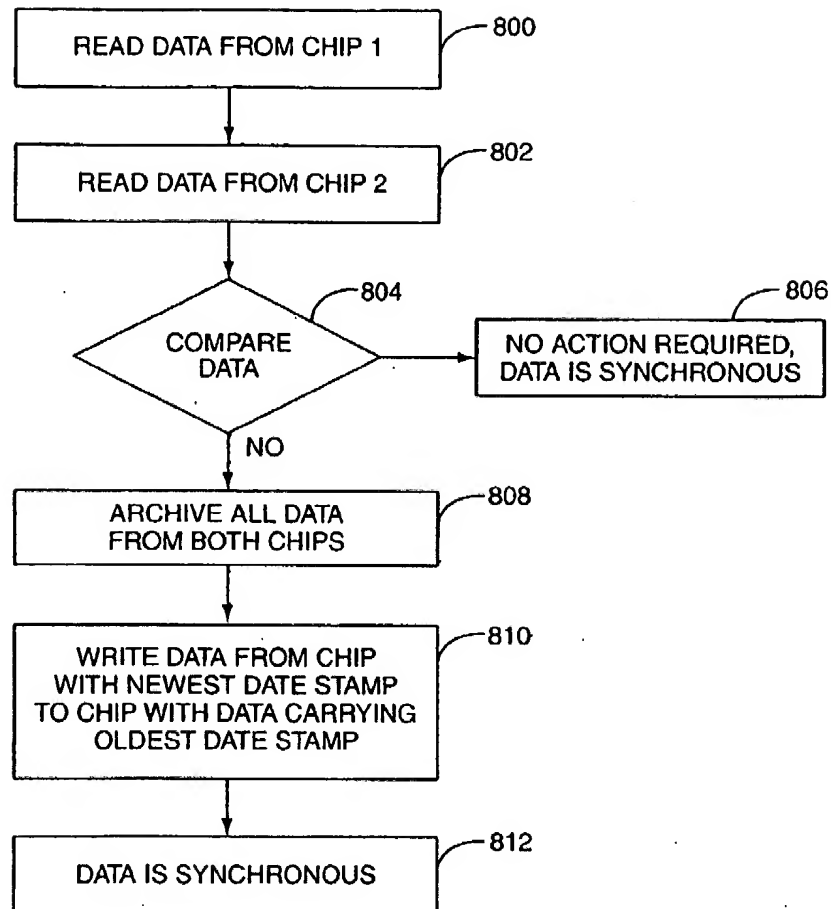 READ DATA FROM CHIP 1
800
READ DATA FROM CHIP 2
802
COMPARE
DATA
804
NO ACTION REQUIRED,
DATA IS SYNCHRONOUS
806
NO
ARCHIVE ALL DATA
FROM BOTH CHIPS
808
WRITE DATA FROM CHIP
WITH NEWEST DATE STAMP
TO CHIP WITH DATA CARRYING
OLDEST DATE STAMP
810
DATA IS SYNCHRONOUS
812